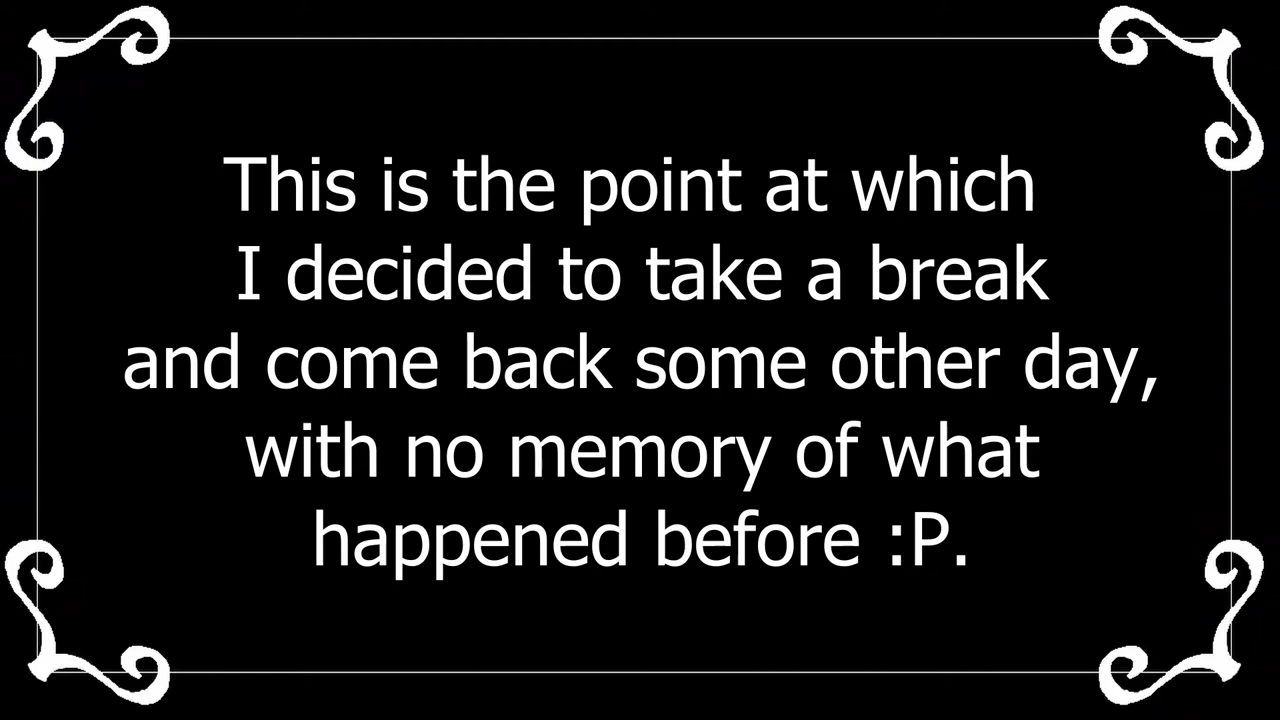 This is the point at which
I decided to take a break
and come back some other day,
with no memory of what
happened before :P.